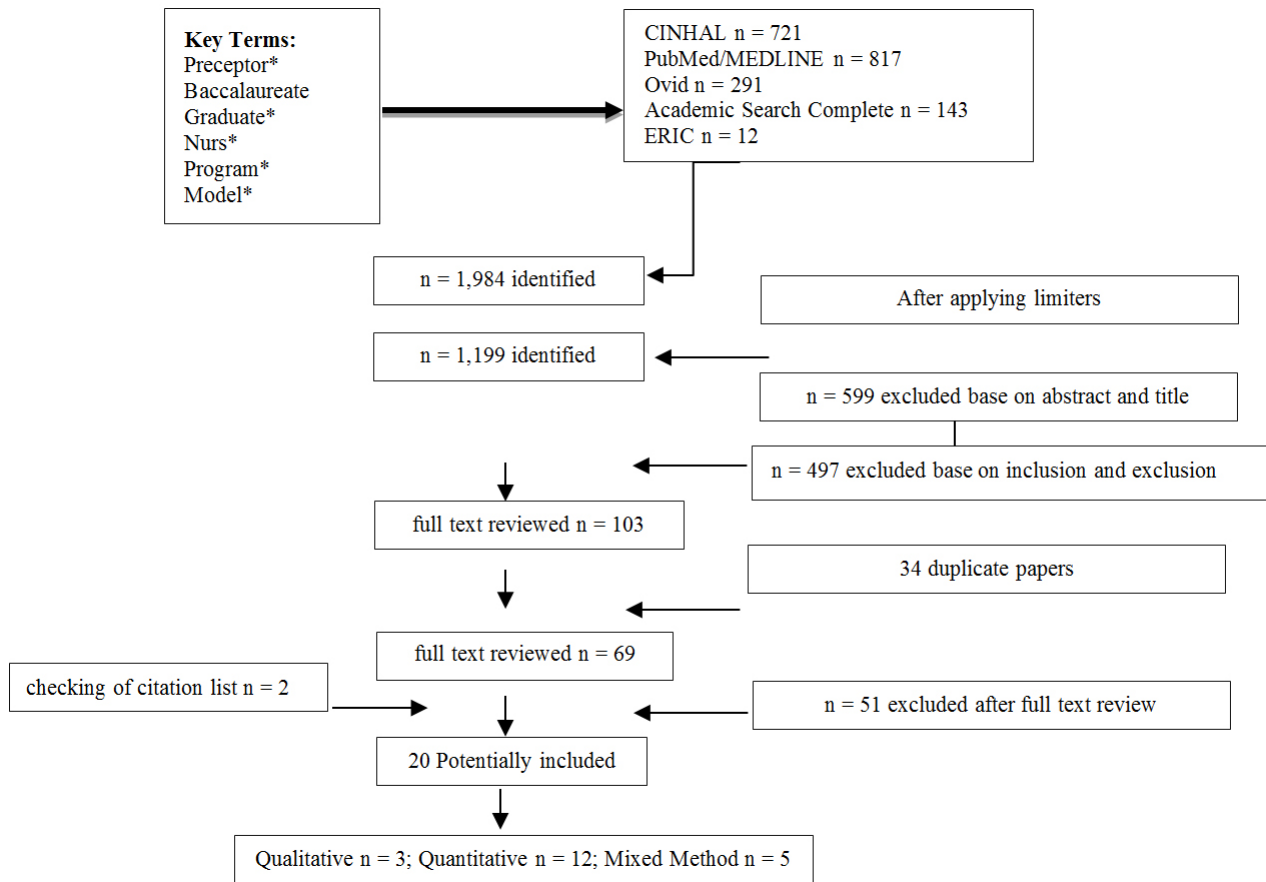 Key Terms:
Preceptor*
Baccalaureate
Graduate*
Nurs*
Program*
Model*
CINHAL n = 721
PubMed/MEDLINE n = 817
Ovid n = 291
Academic Search Complete n = 143
ERIC n = 12
n = 1,984 identified
After applying limiters
n = 1,199 identified
n = 599 excluded base on abstract and title
n = 497 excluded base on inclusion and exclusion
full text reviewed n = 103
34 duplicate papers
full text reviewed n = 69
checking of citation list n = 2
n = 51 excluded after full text review
20 Potentially included
Qualitative n = 3; Quantitative n = 12; Mixed Method n = 5